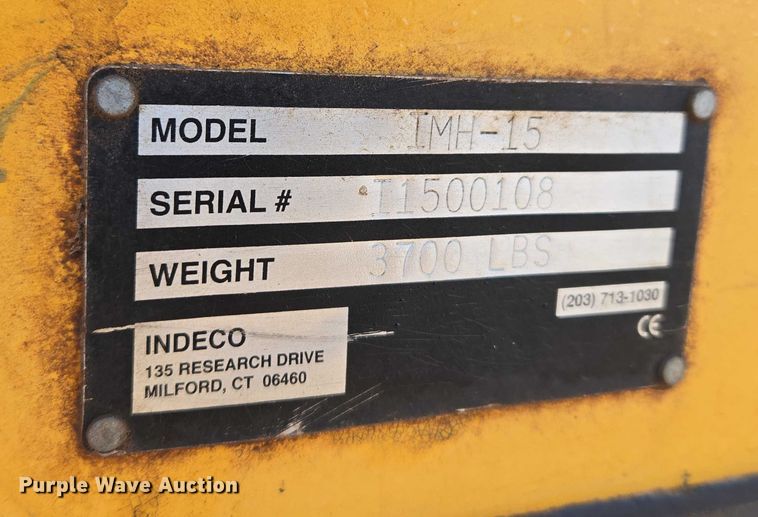 MODEL IMH-15
SERIAL # I1500108
WEIGHT 3700 LBS
(203) 713-1030
CE
INDECO
135 RESEARCH DRIVE
MILFORD, CT 06460
Purple Wave Auction